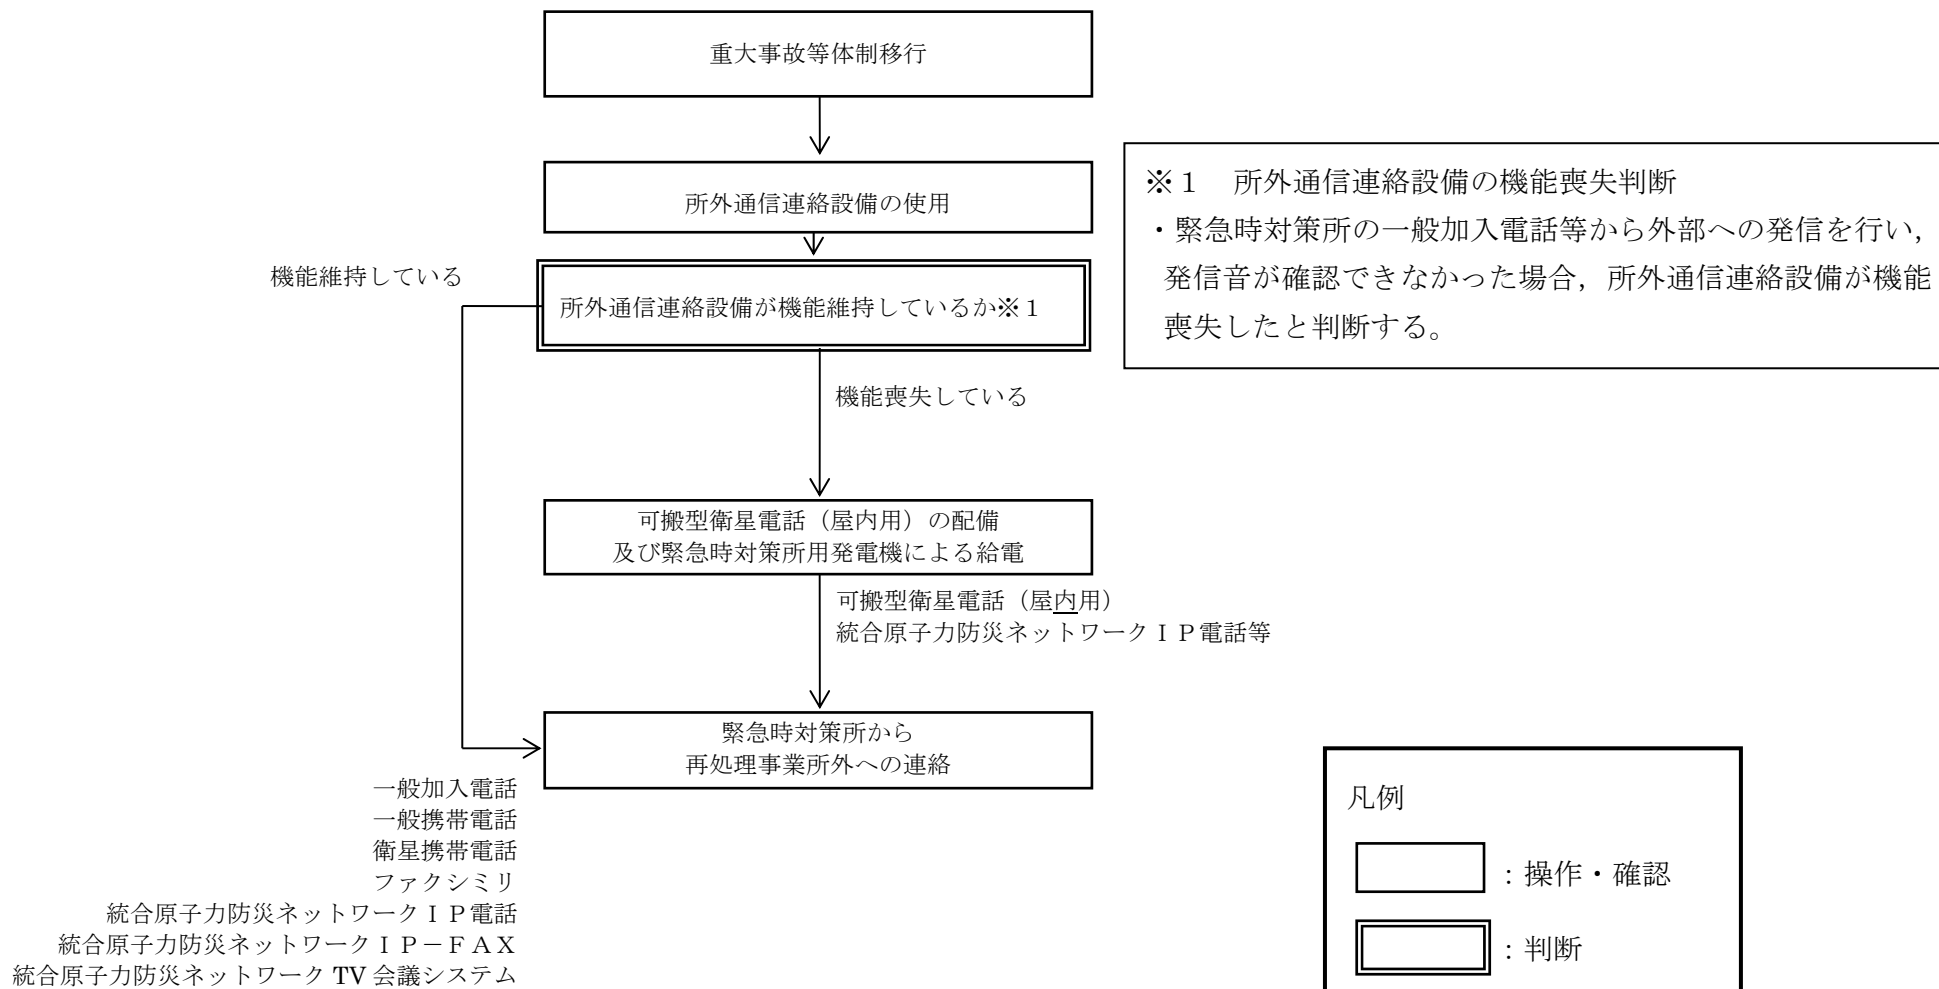 重大事故等体制移行
所外通信連絡設備の使用
※1　所外通信連絡設備の機能喪失判断
・緊急時対策所の一般加入電話等から外部への発信を行い，
発信音が確認できなかった場合，所外通信連絡設備が機能
喪失したと判断する。
機能維持している
所外通信連絡設備が機能維持しているか※1
機能喪失している
可搬型衛星電話（屋内用）の配備
及び緊急時対策所用発電機による給電
可搬型衛星電話（屋内用）
統合原子力防災ネットワークＩＰ電話等
緊急時対策所から
再処理事業所外への連絡
一般加入電話
一般携帯電話
衛星携帯電話
ファクシミリ
統合原子力防災ネットワークＩＰ電話
統合原子力防災ネットワークＩＰ－ＦＡＸ
統合原子力防災ネットワーク TV 会議システム
凡例
：操作・確認
：判断